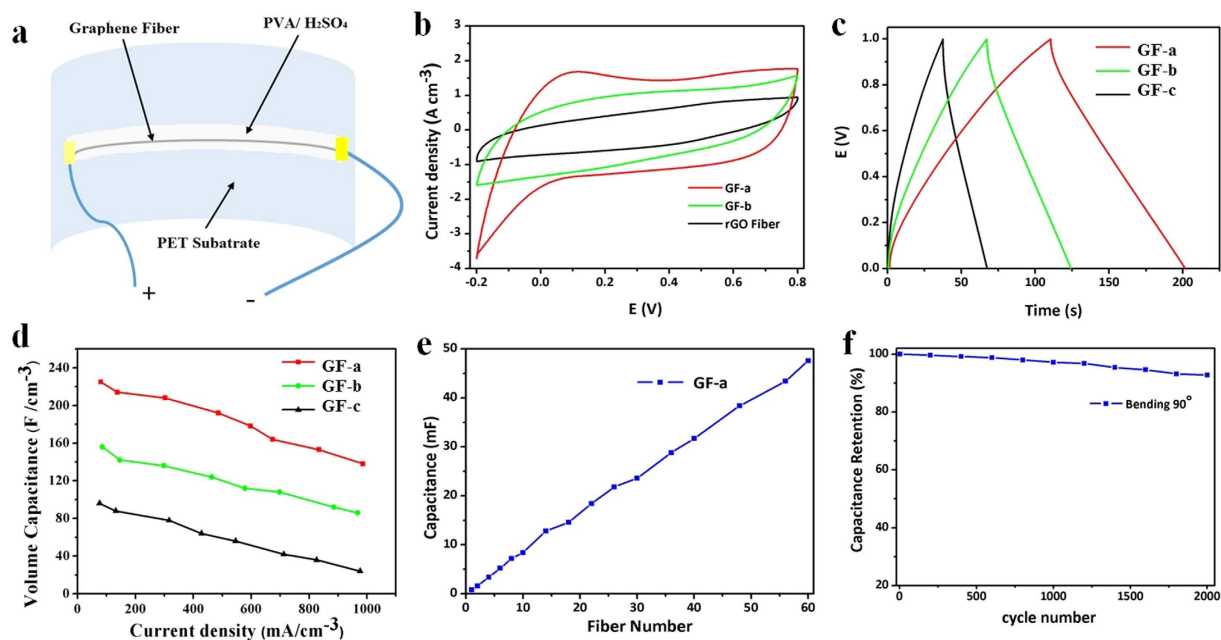 a
Graphene Fiber
PVA/ H₂SO₄
PET Subatrate
+
-
b
Current density (A cm⁻³)
3
2
1
0
-1
-2
-3
-4
GF-a
GF-b
rGO Fiber
-0.2 0.0 0.2 0.4 0.6 0.8
E (V)
c
E (V)
1.0
0.8
0.6
0.4
0.2
0.0
GF-a
GF-b
GF-c
0 50 100 150 200
Time (s)
d
Volume Capacitance (F /cm⁻³)
240
200
160
120
80
40
0
GF-a
GF-b
GF-c
0 200 400 600 800 1000
Current density (mA/cm⁻³)
e
Capacitance (mF)
50
40
30
20
10
0
GF-a
0 10 20 30 40 50 60
Fiber Number
f
Capacitance Retention (%)
100
80
60
40
20
Bending 90°
0 500 1000 1500 2000
cycle number